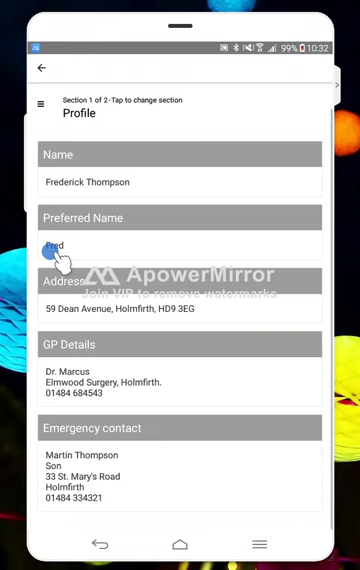 99% 10:32
Section 1 of 2-Tap to change section
Profile
Name
Frederick Thompson
Preferred Name
Fred
Address
ApowerMirror
Join VIP to remove watermarks
59 Dean Avenue, Holmfirth, HD9 3EG
GP Details
Dr. Marcus
Elmwood Surgery, Holmfirth.
01484 684543
Emergency contact
Martin Thompson
Son
33 St. Mary's Road
Holmfirth
01484 334321